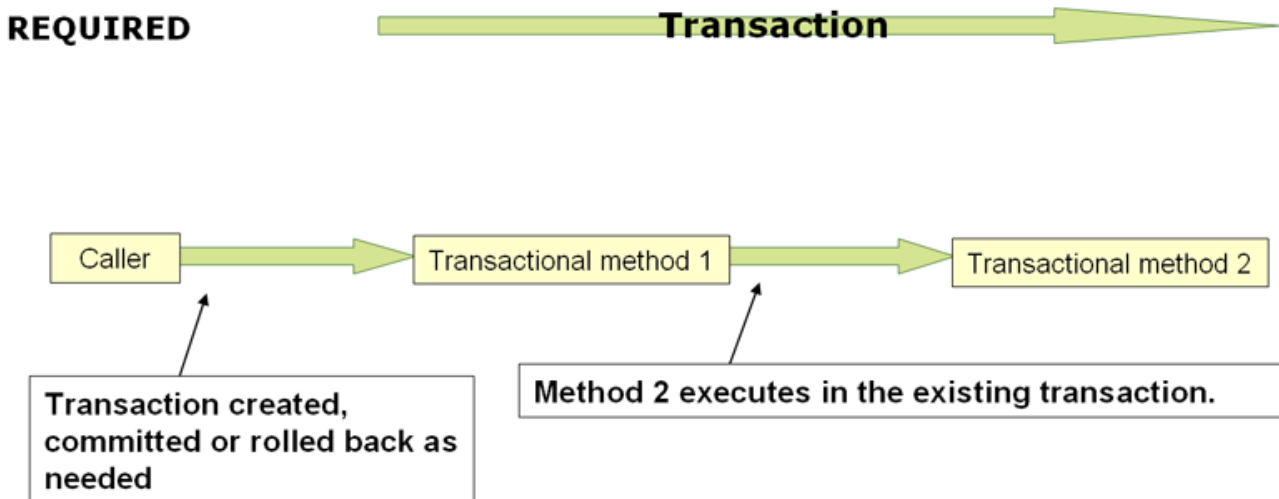 REQUIRED
Transaction
Caller
Transactional method 1
Transactional method 2
Transaction created,
committed or rolled back as
needed
Method 2 executes in the existing transaction.